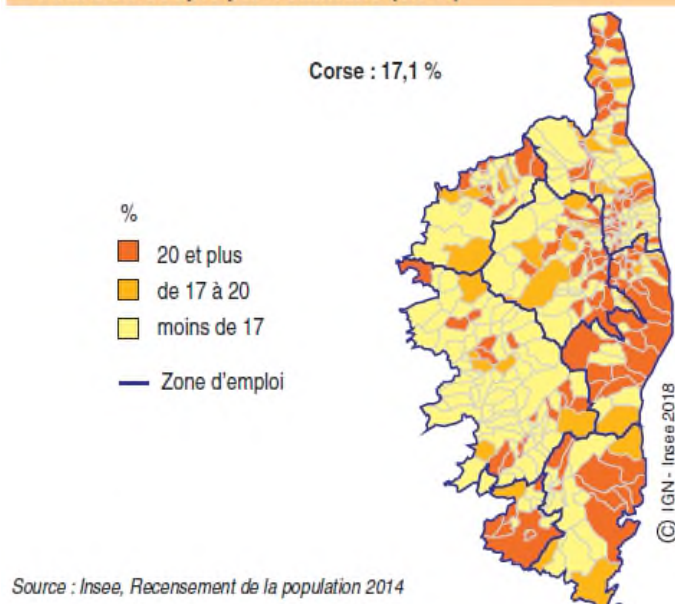 Corse : 17,1 %
%
20 et plus
de 17 à 20
moins de 17
Zone d'emploi
© IGN - Insee 2018
Source : Insee, Recensement de la population 2014